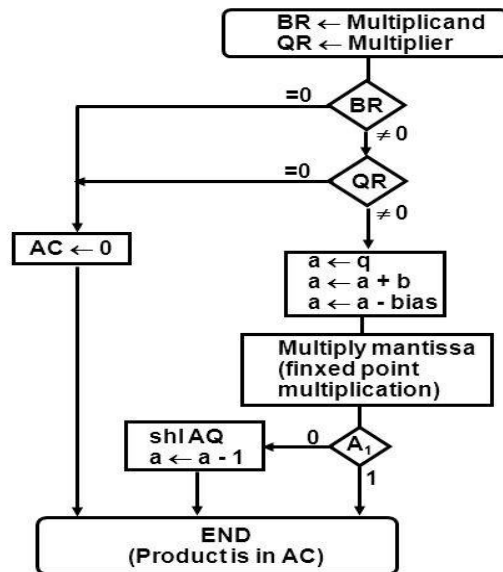 BR ← Multiplicand
QR ← Multiplier
=0
BR
≠ 0
=0
QR
≠ 0
AC ← 0
a ← q
a ← a + b
a ← a - bias
Multiply mantissa
(finxed point
multiplication)
shl AQ
a ← a - 1
0
A₁
1
END
(Product is in AC)